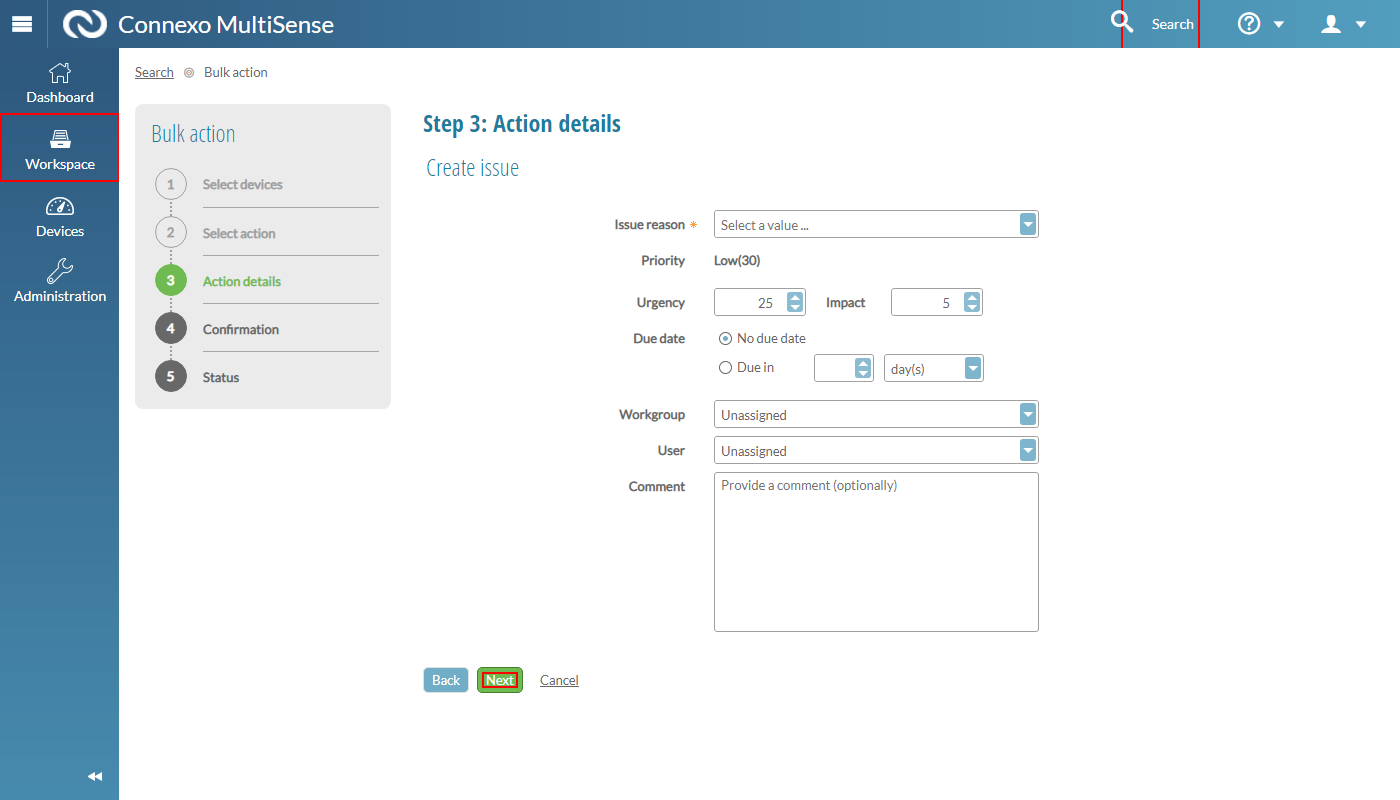 Connexo MultiSense
Search
Dashboard
Workspace
Devices
Administration
Search Bulk action
Bulk action
1 Select devices
2 Select action
3 Action details
4 Confirmation
5 Status
Step 3: Action details
Create issue
Issue reason * Select a value ...
Priority Low(30)
Urgency 25 Impact 5
Due date No due date
Due in day(s)
Workgroup Unassigned
User Unassigned
Comment Provide a comment (optionally)
Back Next Cancel